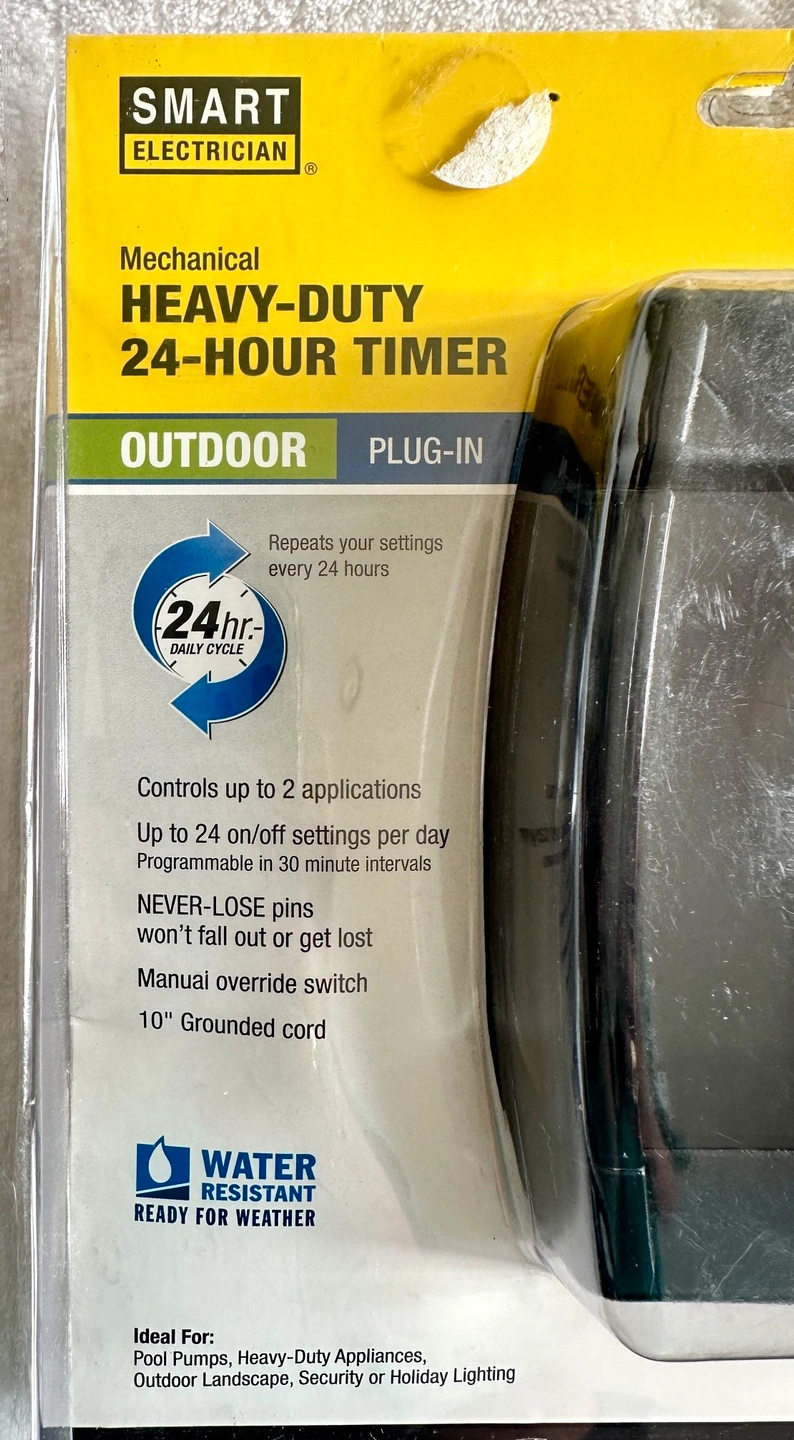 SMART
ELECTRICIAN®
Mechanical
HEAVY-DUTY
24-HOUR TIMER
OUTDOOR PLUG-IN
Repeats your settings
every 24 hours
24hr.
DAILY CYCLE
Controls up to 2 applications
Up to 24 on/off settings per day
Programmable in 30 minute intervals
NEVER-LOSE pins
won't fall out or get lost
Manuai override switch
10" Grounded cord
WATER
RESISTANT
READY FOR WEATHER
Ideal For:
Pool Pumps, Heavy-Duty Appliances,
Outdoor Landscape, Security or Holiday Lighting